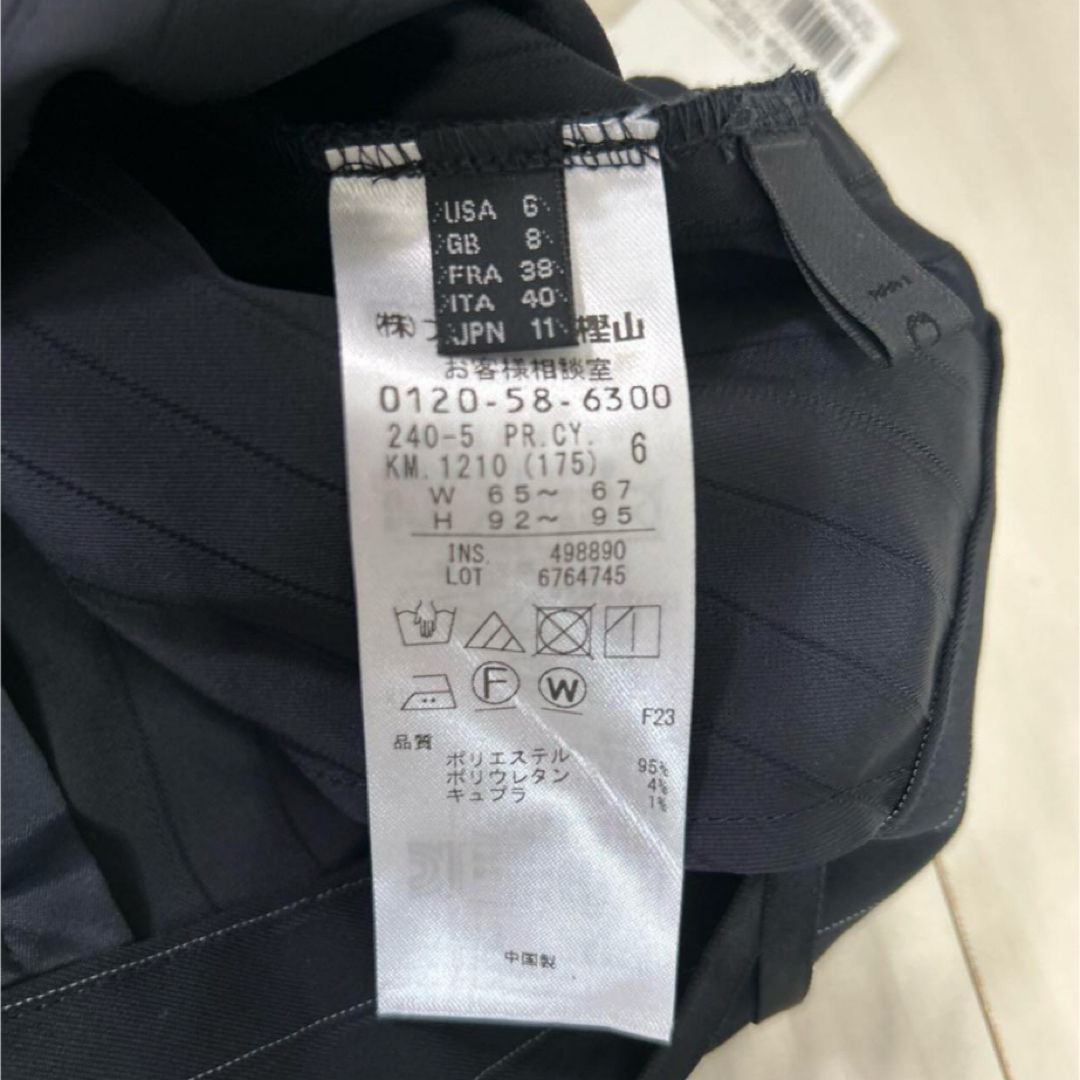 USA 6
GB 8
FRA 38
ITA 40
JPN 11
㈱ 樫山
お客様相談室
0120-58-6300
240-5 PR.CY. 6
KM.1210 (175)
W 65～ 67
H 92～ 95
INS. 498890
LOT 6764745
F
W
F23
品質
ポリエステル 95%
ポリウレタン 4%
キュプラ 1%
中国製